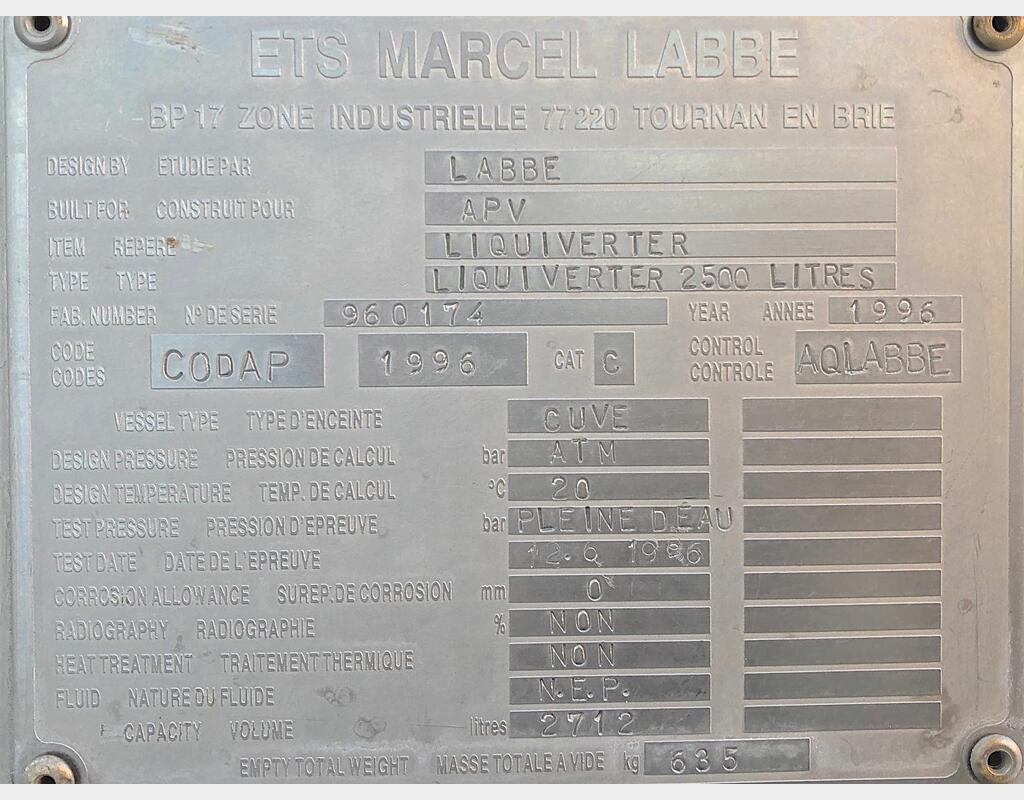 ETS MARCEL LABBE
BP 17 ZONE INDUSTRIELLE 77220 TOURNAN EN BRIE
DESIGN BY ETUDIE PAR LABBE
BUILT FOR CONSTRUIT POUR APV
ITEM REPERE LIQUIVERTER
TYPE TYPE LIQUIVERTER 2500 LITRES
FAB. NUMBER N° DE SERIE 960174 YEAR ANNEE 1996
CODE CODES CODAP 1996 CAT C CONTROL CONTROLE AQLABBE
VESSEL TYPE TYPE D'ENCEINTE CUVE
DESIGN PRESSURE PRESSION DE CALCUL bar ATM
DESIGN TEMPERATURE TEMP. DE CALCUL °C 20
TEST PRESSURE PRESSION D'EPREUVE bar PLEINE D.ÉAU
TEST DATE DATE DE L'EPREUVE 12.6 1996
CORROSION ALLOWANCE SUREP. DE CORROSION mm 0
RADIOGRAPHY RADIOGRAPHIE % NON
HEAT TREATMENT TRAITEMENT THERMIQUE NON
FLUID NATURE DU FLUIDE N.E.P.
CAPACITY VOLUME litres 2712
EMPTY TOTAL WEIGHT MASSE TOTALE A VIDE kg 635